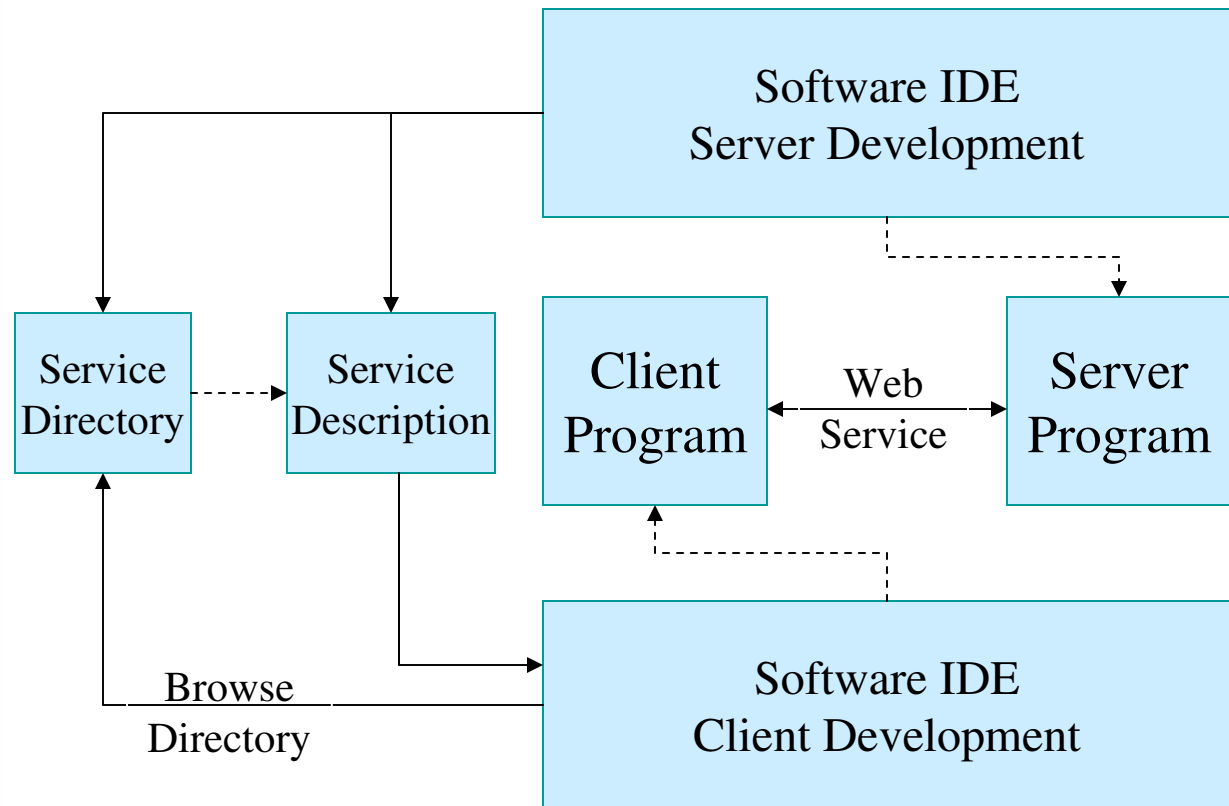 Software IDE
Server Development
Service
Directory
Service
Description
Client
Program
Web
Service
Server
Program
Browse
Directory
Software IDE
Client Development